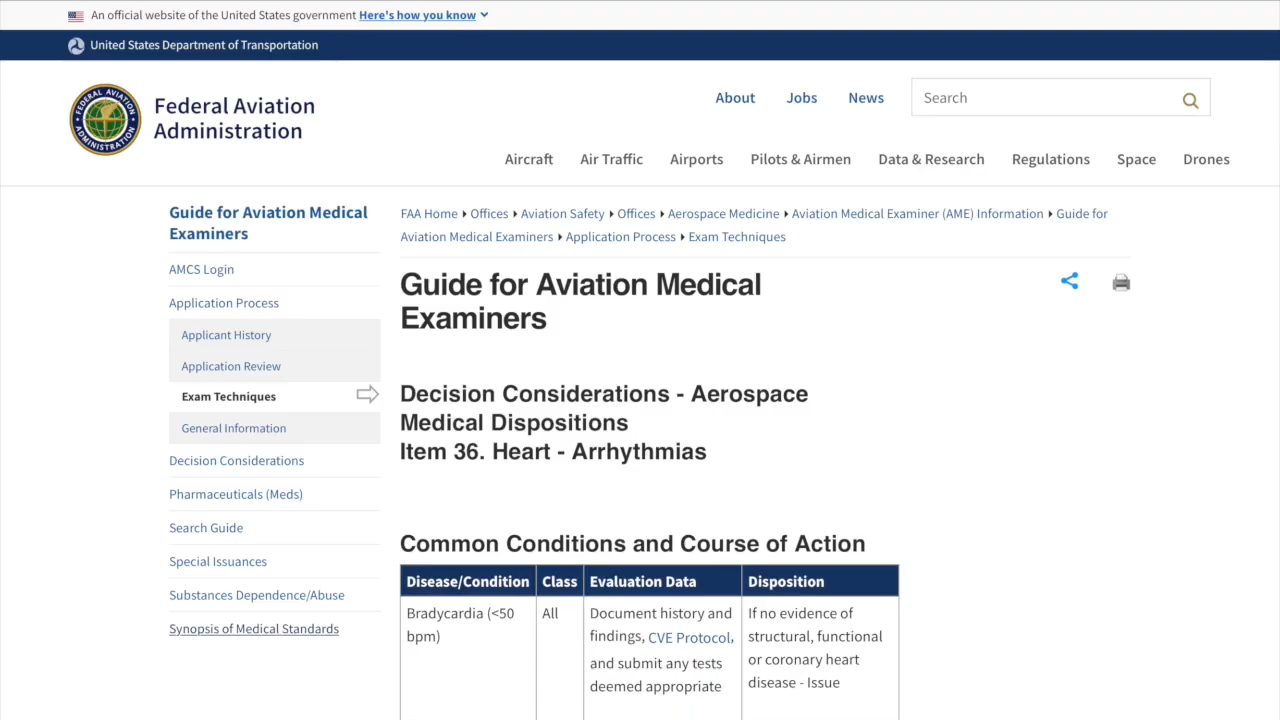 An official website of the United States government Here's how you know
United States Department of Transportation
FEDERAL AVIATION ADMINISTRATION
Federal Aviation
Administration
About Jobs News Search
Aircraft Air Traffic Airports Pilots & Airmen Data & Research Regulations Space Drones
Guide for Aviation Medical
Examiners
AMCS Login
Application Process
Applicant History
Application Review
Exam Techniques
General Information
Decision Considerations
Pharmaceuticals (Meds)
Search Guide
Special Issuances
Substances Dependence/Abuse
Synopsis of Medical Standards
FAA Home Offices Aviation Safety Offices Aerospace Medicine Aviation Medical Examiner (AME) Information Guide for
Aviation Medical Examiners Application Process Exam Techniques
Guide for Aviation Medical
Examiners
Decision Considerations - Aerospace
Medical Dispositions
Item 36. Heart - Arrhythmias
Common Conditions and Course of Action
Disease/Condition Class Evaluation Data Disposition
Bradycardia (<50
bpm)
All
Document history and
findings, CVE Protocol,
and submit any tests
deemed appropriate
If no evidence of
structural, functional
or coronary heart
disease - Issue